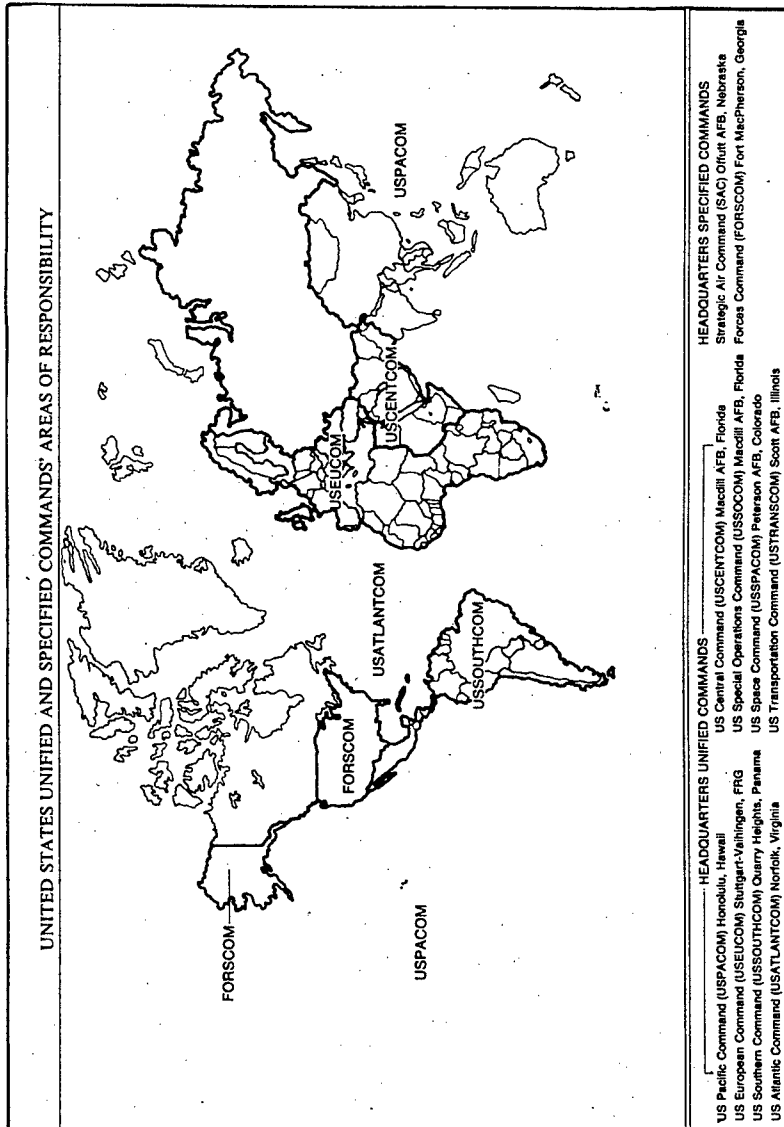 UNITED STATES UNIFIED AND SPECIFIED COMMANDS' AREAS OF RESPONSIBILITY
FORSCOM
FORSCOM
USPACOM
USATLANTCOM
USSOUTHCOM
USEUCOM
USCENTCOM
USPACOM
HEADQUARTERS UNIFIED COMMANDS
US Pacific Command (USPACOM) Honolulu, Hawaii
US European Command (USEUCOM) Stuttgart-Vaihingen, FRG
US Southern Command (USSOUTHCOM) Quarry Heights, Panama
US Atlantic Command (USATLANTCOM) Norfolk, Virginia
US Central Command (USCENTCOM) Macdill AFB, Florida
US Special Operations Command (USSOCOM) Macdill AFB, Florida
US Space Command (USSPACOM) Peterson AFB, Colorado
US Transportation Command (USTRANSCOM) Scott AFB, Illinois
HEADQUARTERS SPECIFIED COMMANDS
Strategic Air Command (SAC) Offutt AFB, Nebraska
Forces Command (FORSCOM) Fort MacPherson, Georgia